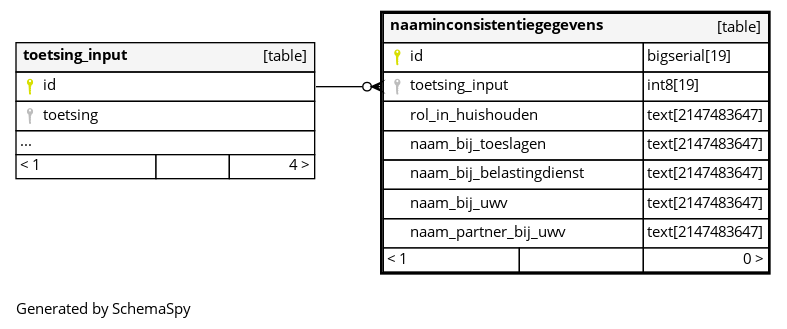 toetsing_input [table]
id
toetsing
...
< 1 4 >
naaminconsistentiegegevens [table]
id bigserial[19]
toetsing_input int8[19]
rol_in_huishouden text[2147483647]
naam_bij_toeslagen text[2147483647]
naam_bij_belastingdienst text[2147483647]
naam_bij_uwv text[2147483647]
naam_partner_bij_uwv text[2147483647]
< 1 0 >
Generated by SchemaSpy